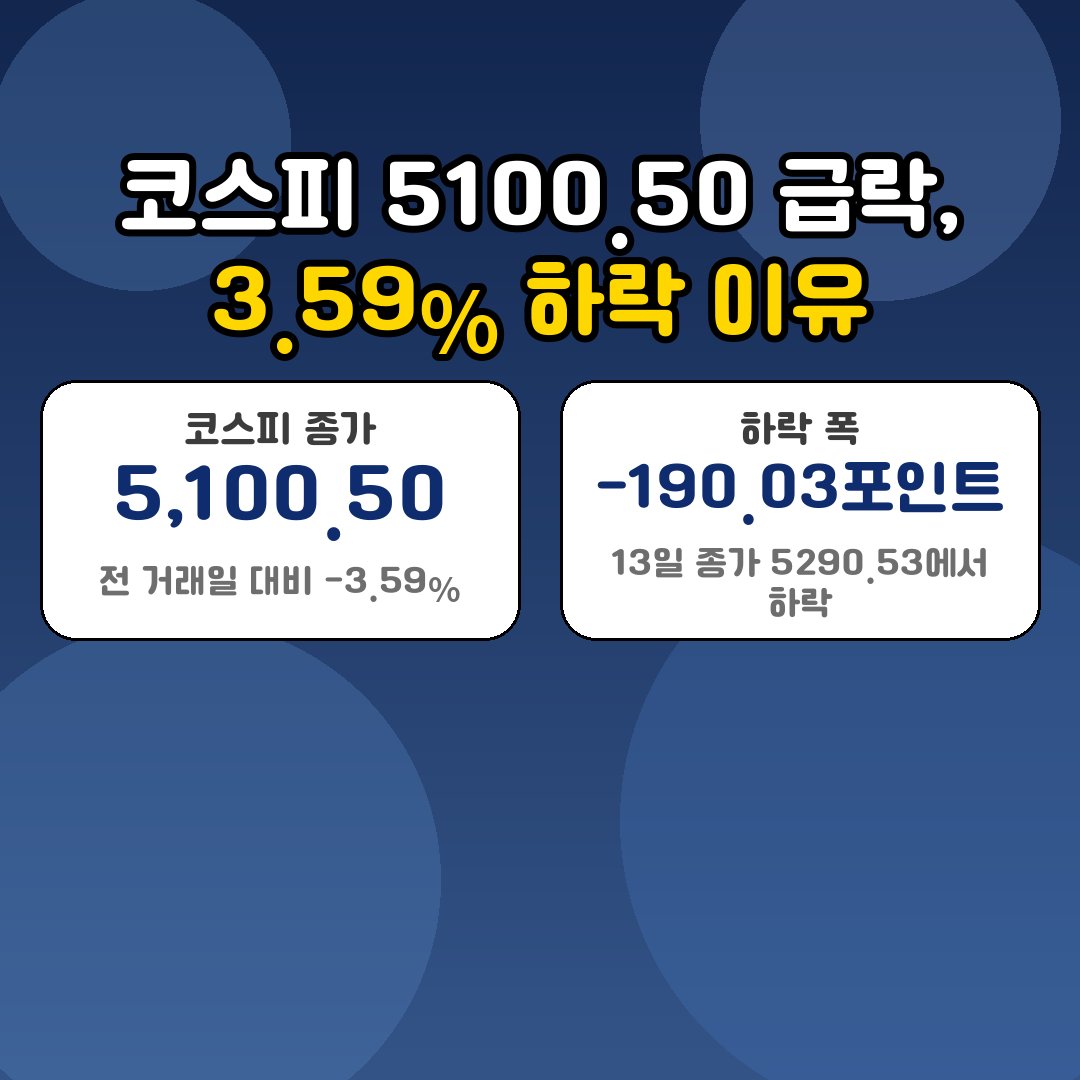 코스피 5100.50 급락,
3.59% 하락 이유
코스피 종가
5,100.50
전 거래일 대비 -3.59%
하락 폭
-190.03포인트
13일 종가 5290.53에서
하락